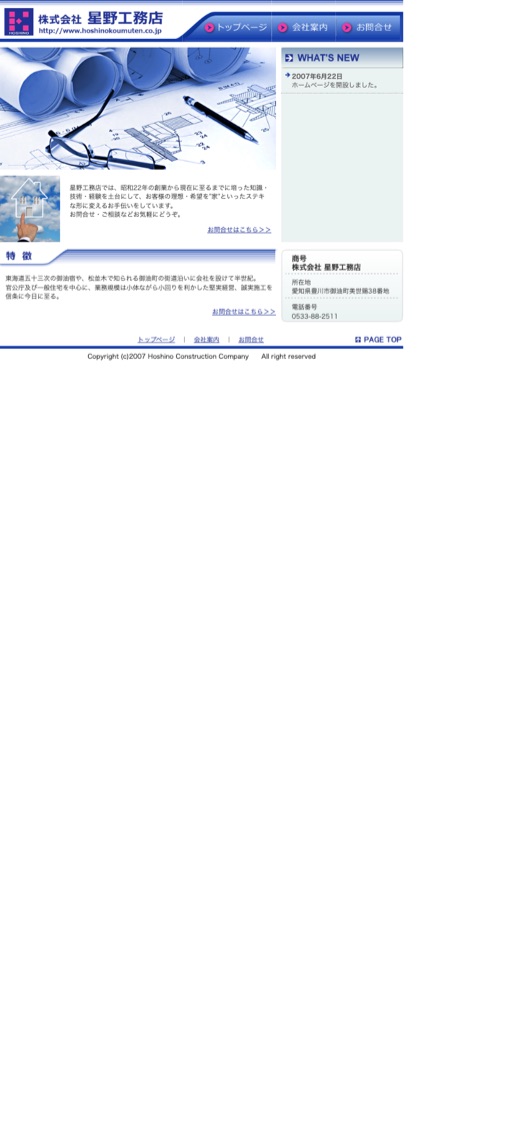 株式会社 星野工務店
http://www.hoshinokoumuten.co.jp
HOSHINO
トップページ
会社案内
お問合せ
WHAT'S NEW
2007年6月22日
ホームページを開設しました。
星野工務店では、昭和22年の創業から現在に至るまでに培った知識・
技術・経験を土台にして、お客様の理想・希望を"家"といったステキ
な形に変えるお手伝いをしています。
お問合せ・ご相談などお気軽にどうぞ。
お問合せはこちら＞＞
特 徴
東海道五十三次の御油宿や、松並木で知られる御油町の街道沿いに会社を設けて半世紀。
官公庁及び一般住宅を中心に、業務規模は小体ながら小回りを利かした堅実経営、誠実施工を
信条に今日に至る。
お問合せはこちら＞＞
商号
株式会社 星野工務店
所在地
愛知県豊川市御油町美世賜38番地
電話番号
0533-88-2511
トップページ | 会社案内 | お問合せ
PAGE TOP
Copyright (c)2007 Hoshino Construction Company All right reserved